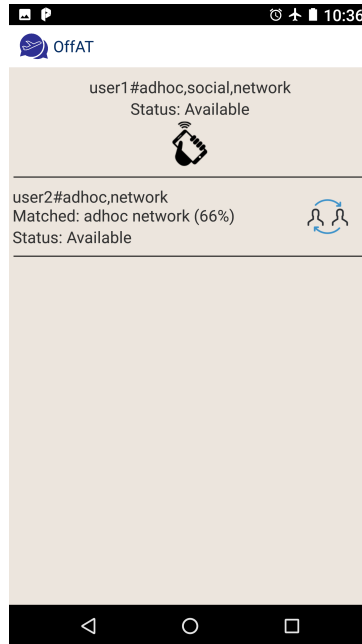 10:36
OffAT
user1#adhoc,social,network
Status: Available
user2#adhoc,network
Matched: adhoc network (66%)
Status: Available